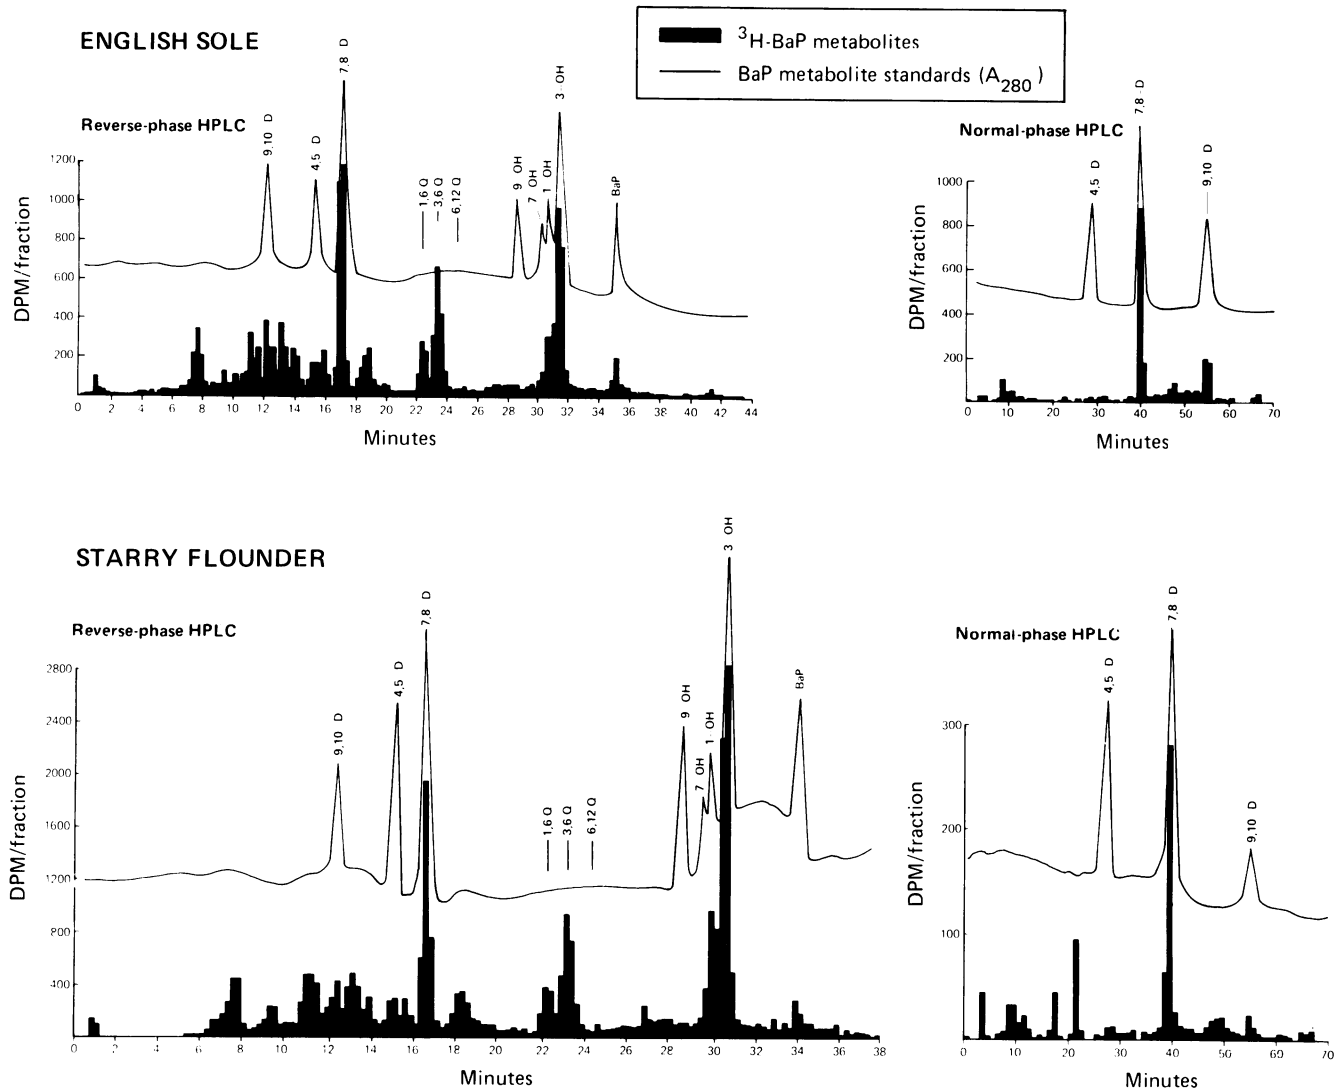 ENGLISH SOLE
3H-BaP metabolites
BaP metabolite standards (A280)
Reverse-phase HPLC
9,10 D
4,5 D
7,8 D
1,6 Q
3,6 Q
6,12 Q
9 OH
7 OH
1 OH
3-OH
BaP
DPM/fraction
1200
1000
800
600
400
200
0 2 4 6 8 10 12 14 16 18 20 22 24 26 28 30 32 34 36 38 40 42 44
Minutes
Normal-phase HPLC
4,5 D
7,8-D
9,10 D
DPM/fraction
1000
800
600
400
200
0 10 20 30 40 50 60 70
Minutes
STARRY FLOUNDER
Reverse-phase HPLC
9,10 D
4,5 D
7,8 D
1,6 Q
3,6 Q
6,12 Q
9 OH
7 OH
1-OH
3 OH
BaP
DPM/fraction
2800
2400
2000
1600
1200
800
400
0 2 4 6 8 10 12 14 16 18 20 22 24 26 28 30 32 34 36 38
Minutes
Normal-phase HPLC
4,5 D
7,8 D
9,10 D
DPM/fraction
300
200
100
0 10 20 30 40 50 60 70
Minutes